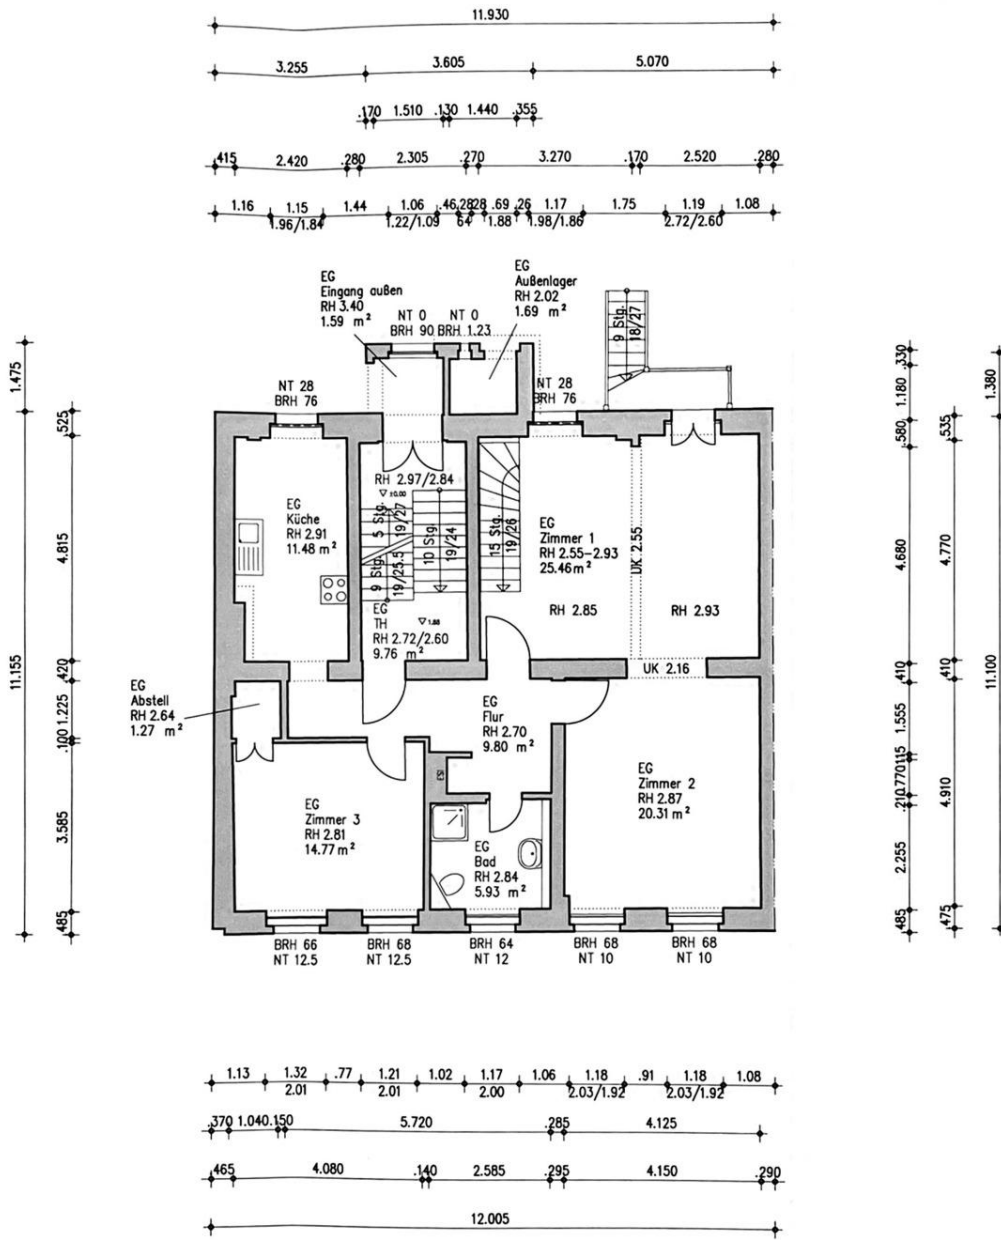 11.930
3.255 3.605 5.070
.170 1.510 .130 1.440 .355
.415 2.420 .280 2.305 .270 3.270 .170 2.520 .280
1.16 1.15 1.44 1.06 .46 .28 28 .69 .26 1.17 1.75 1.19 1.08
1.96/1.84 1.22/1.09 64 1.88 1.98/1.86 2.72/2.60
EG
Eingang außen
RH 3.40
1.59 m²
EG
Außenlager
RH 2.02
1.69 m²
NT 0
BRH 90
NT 0
BRH 1.23
9 Stg.
18/27
NT 28
BRH 76
NT 28
BRH 76
RH 2.97/2.84
±0.00
EG
Küche
RH 2.91
11.48 m²
5 Stg.
19/27
9 Stg.
19/25.5
10 Stg.
19/24
15 Stg.
19/26
EG
Zimmer 1
RH 2.55-2.93
25.46 m²
UK 2.55
RH 2.85
RH 2.93
EG
TH
RH 2.72/2.60
9.76 m²
UK 2.16
EG
Abstell
RH 2.64
1.27 m²
EG
Flur
RH 2.70
9.80 m²
EG
Zimmer 2
RH 2.87
20.31 m²
EG
Zimmer 3
RH 2.81
14.77 m²
EG
Bad
RH 2.84
5.93 m²
BRH 66
NT 12.5
BRH 68
NT 12.5
BRH 64
NT 12
BRH 68
NT 10
BRH 68
NT 10
1.475
11.155
.525
4.815
.420
1.225
.100
3.585
.485
.330
1.180
.580
4.680
.410
1.555
.115
.770
.210
2.255
.485
.535
4.770
.410
4.910
.475
1.380
11.100
1.13 1.32 .77 1.21 1.02 1.17 1.06 1.18 .91 1.18 1.08
2.01 2.01 2.00 2.03/1.92 2.03/1.92
.370 1.040 .150 5.720 .285 4.125
.465 4.080 .140 2.585 .295 4.150 .290
12.005